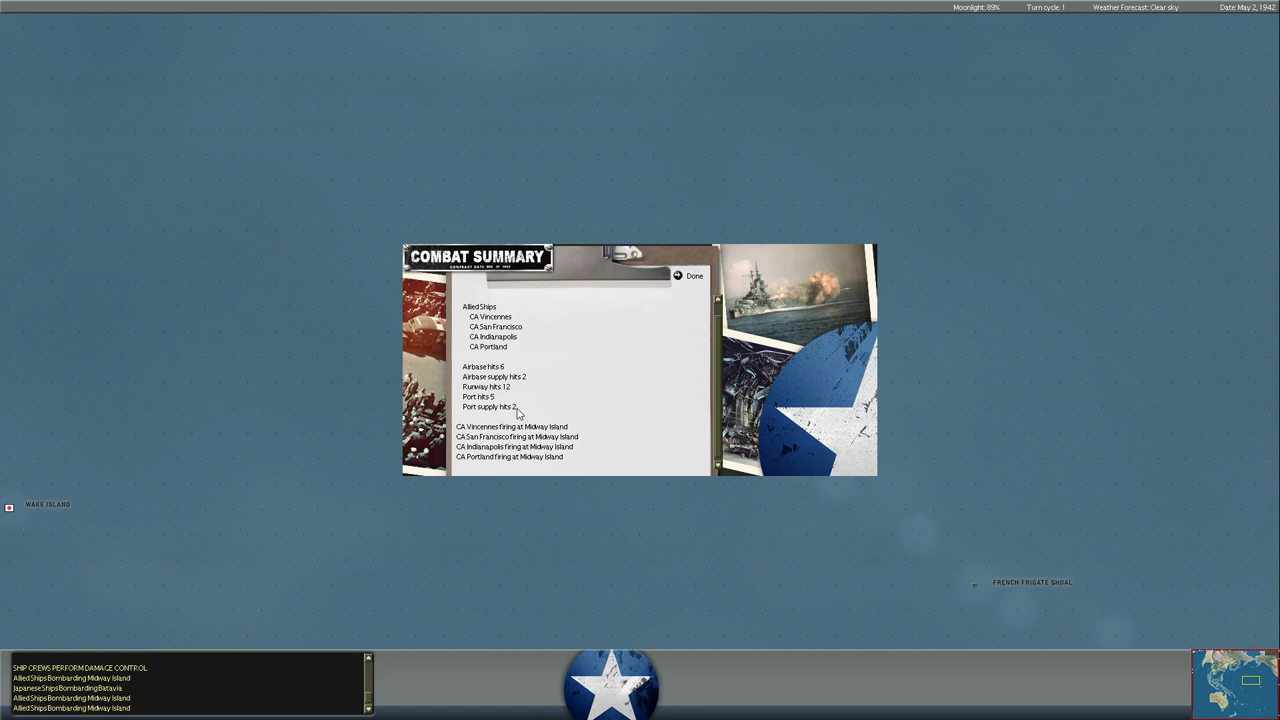 Moonlight: 89%
Turn cycle: 1
Weather Forecast: Clear sky
Date: May 2, 1942
COMBAT SUMMARY
Done
Allied Ships
CA Vincennes
CA San Francisco
CA Indianapolis
CA Portland
Airbase hits 6
Airbase supply hits 2
Runway hits 12
Port hits 5
Port supply hits 2
CA Vincennes firing at Midway Island
CA San Francisco firing at Midway Island
CA Indianapolis firing at Midway Island
CA Portland firing at Midway Island
WAKE ISLAND
FRENCH FRIGATE SHOAL
SHIP CREWS PERFORM DAMAGE CONTROL
Allied Ships Bombarding Midway Island
Japanese Ships Bombarding Batavia
Allied Ships Bombarding Midway Island
Allied Ships Bombarding Midway Island